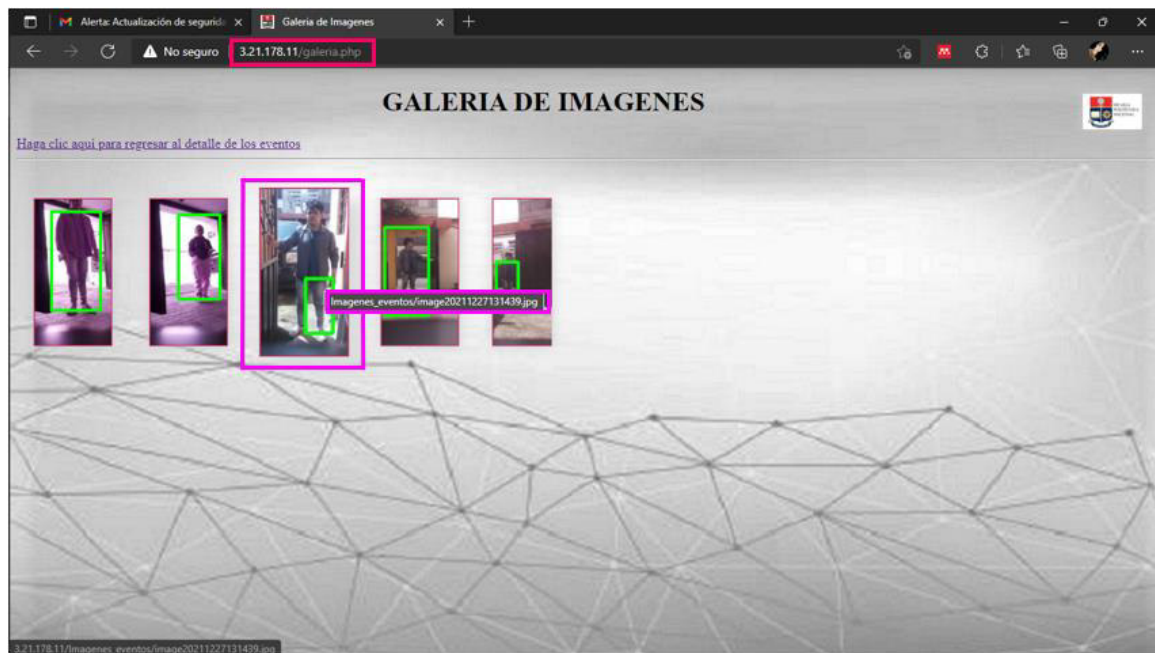 Alerta: Actualización de segurida
Galeria de Imagenes
No seguro
3.21.178.11/galeria.php
GALERIA DE IMAGENES
Haga clic aqui para regresar al detalle de los eventos
Imagenes_eventos/image20211227131439.jpg
3.21.178.11/Imagenes_eventos/image20211227131439.jpg